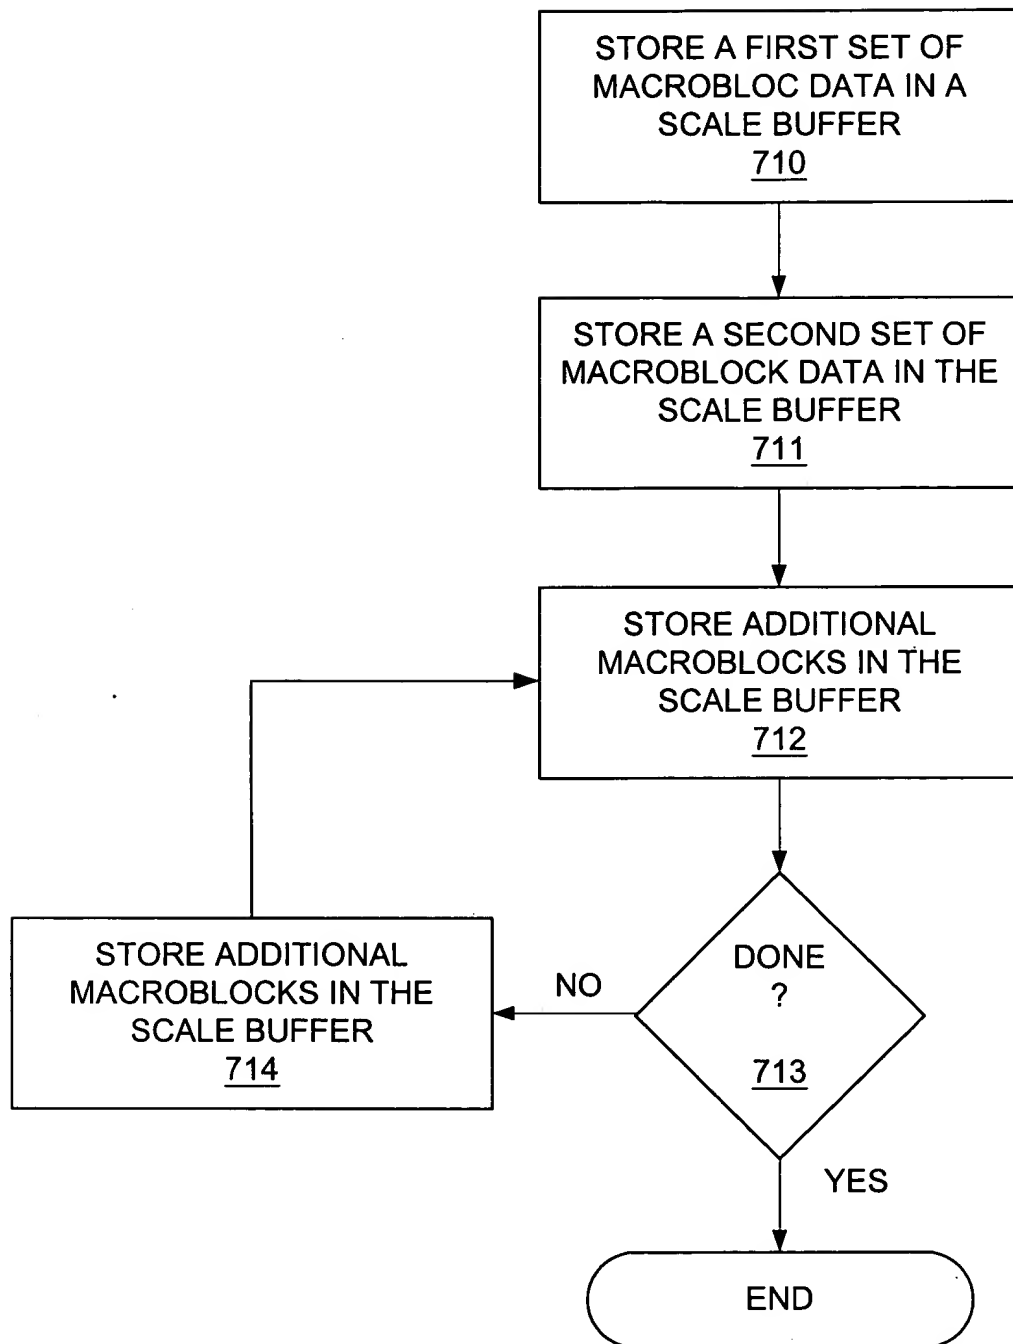 STORE A FIRST SET OF
MACROBLOC DATA IN A
SCALE BUFFER
710
STORE A SECOND SET OF
MACROBLOCK DATA IN THE
SCALE BUFFER
711
STORE ADDITIONAL
MACROBLOCKS IN THE
SCALE BUFFER
712
DONE
?
713
NO
STORE ADDITIONAL
MACROBLOCKS IN THE
SCALE BUFFER
714
YES
END